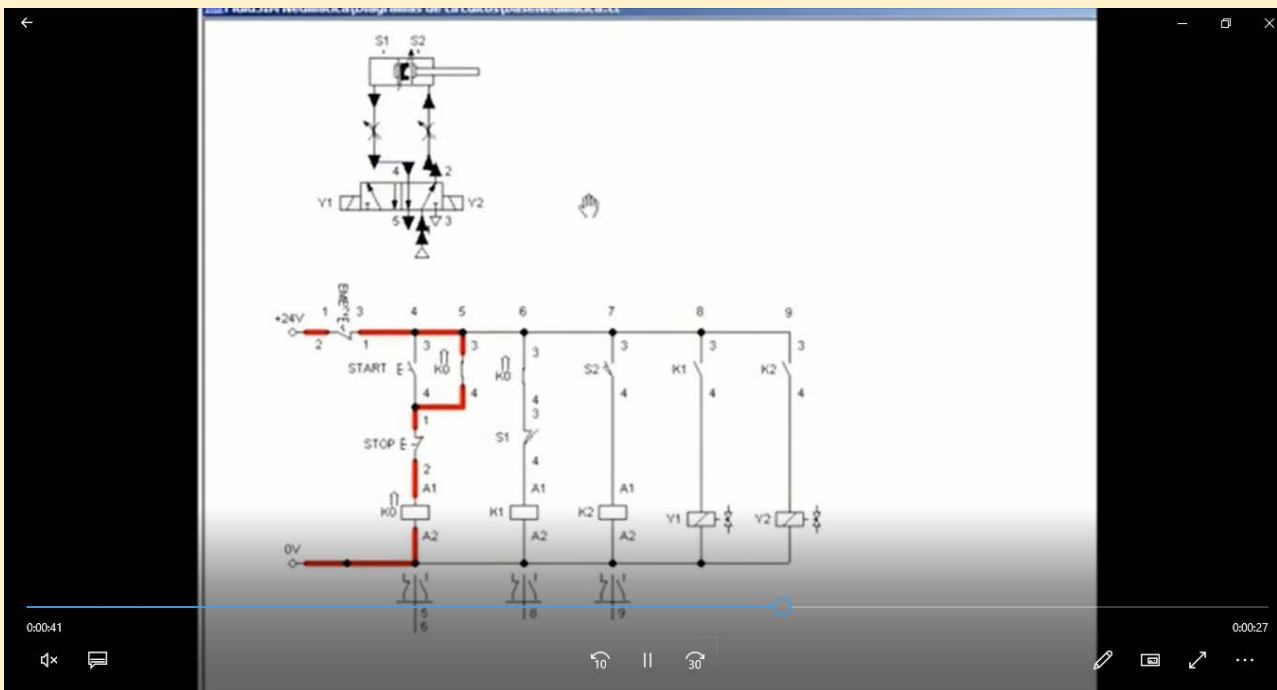 S1 S2
4 2
Y1 Y2
5 3
1 3 4 5 6 7 8 9
+24V
2 1 3 3 3 3 3 3
START K0 K0 S2 K1 K2
4 4 4 4 4 4
1 3
STOP S1
2 4
A1 A1 A1
K0 K1 K2 Y1 Y2
A2 A2 A2
0V
5 8 9
6
0:00:41 0:00:27
10 30